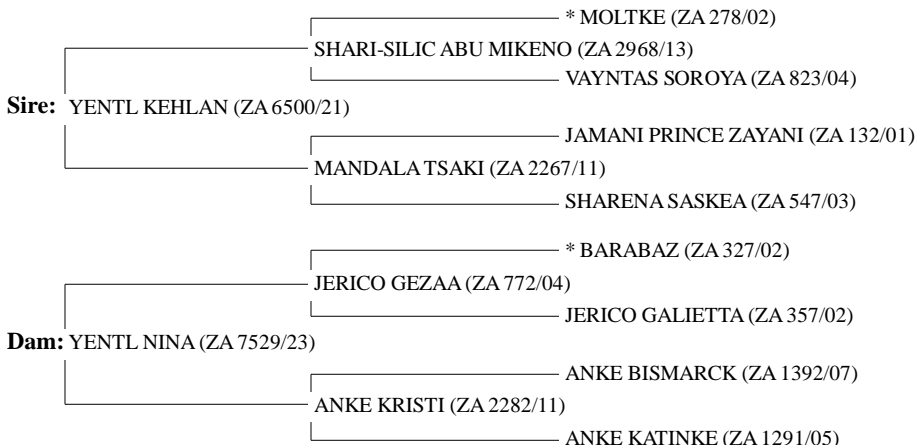 * MOLTKE (ZA 278/02)
SHARI-SILIC ABU MIKENO (ZA 2968/13)
VAYNTAS SOROYA (ZA 823/04)
Sire: YENTL KEHLAN (ZA 6500/21)
JAMANI PRINCE ZAYANI (ZA 132/01)
MANDALA TSAKI (ZA 2267/11)
SHARENA SASKEA (ZA 547/03)
* BARABAZ (ZA 327/02)
JERICO GEZAA (ZA 772/04)
JERICO GALIETTA (ZA 357/02)
Dam: YENTL NINA (ZA 7529/23)
ANKE BISMARCK (ZA 1392/07)
ANKE KRISTI (ZA 2282/11)
ANKE KATINKE (ZA 1291/05)